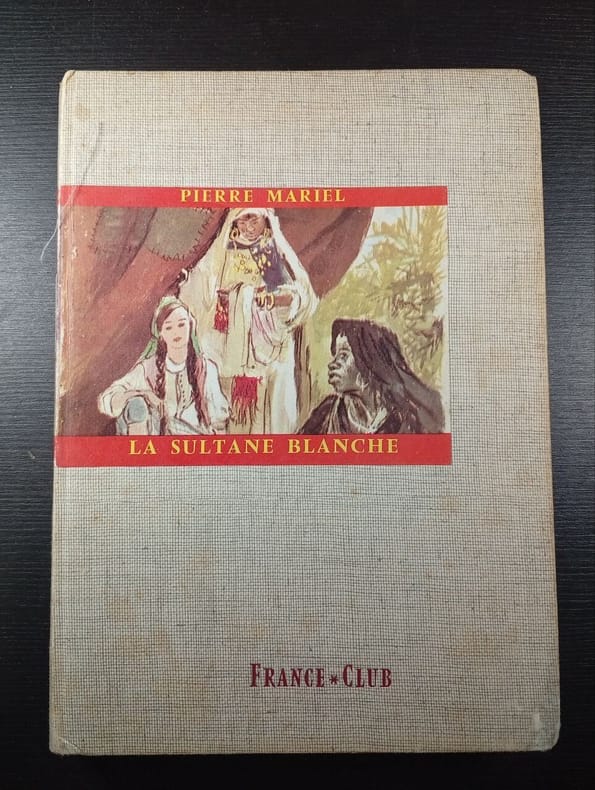 PIERRE MARIEL
LA SULTANE BLANCHE
FRANCE*CLUB